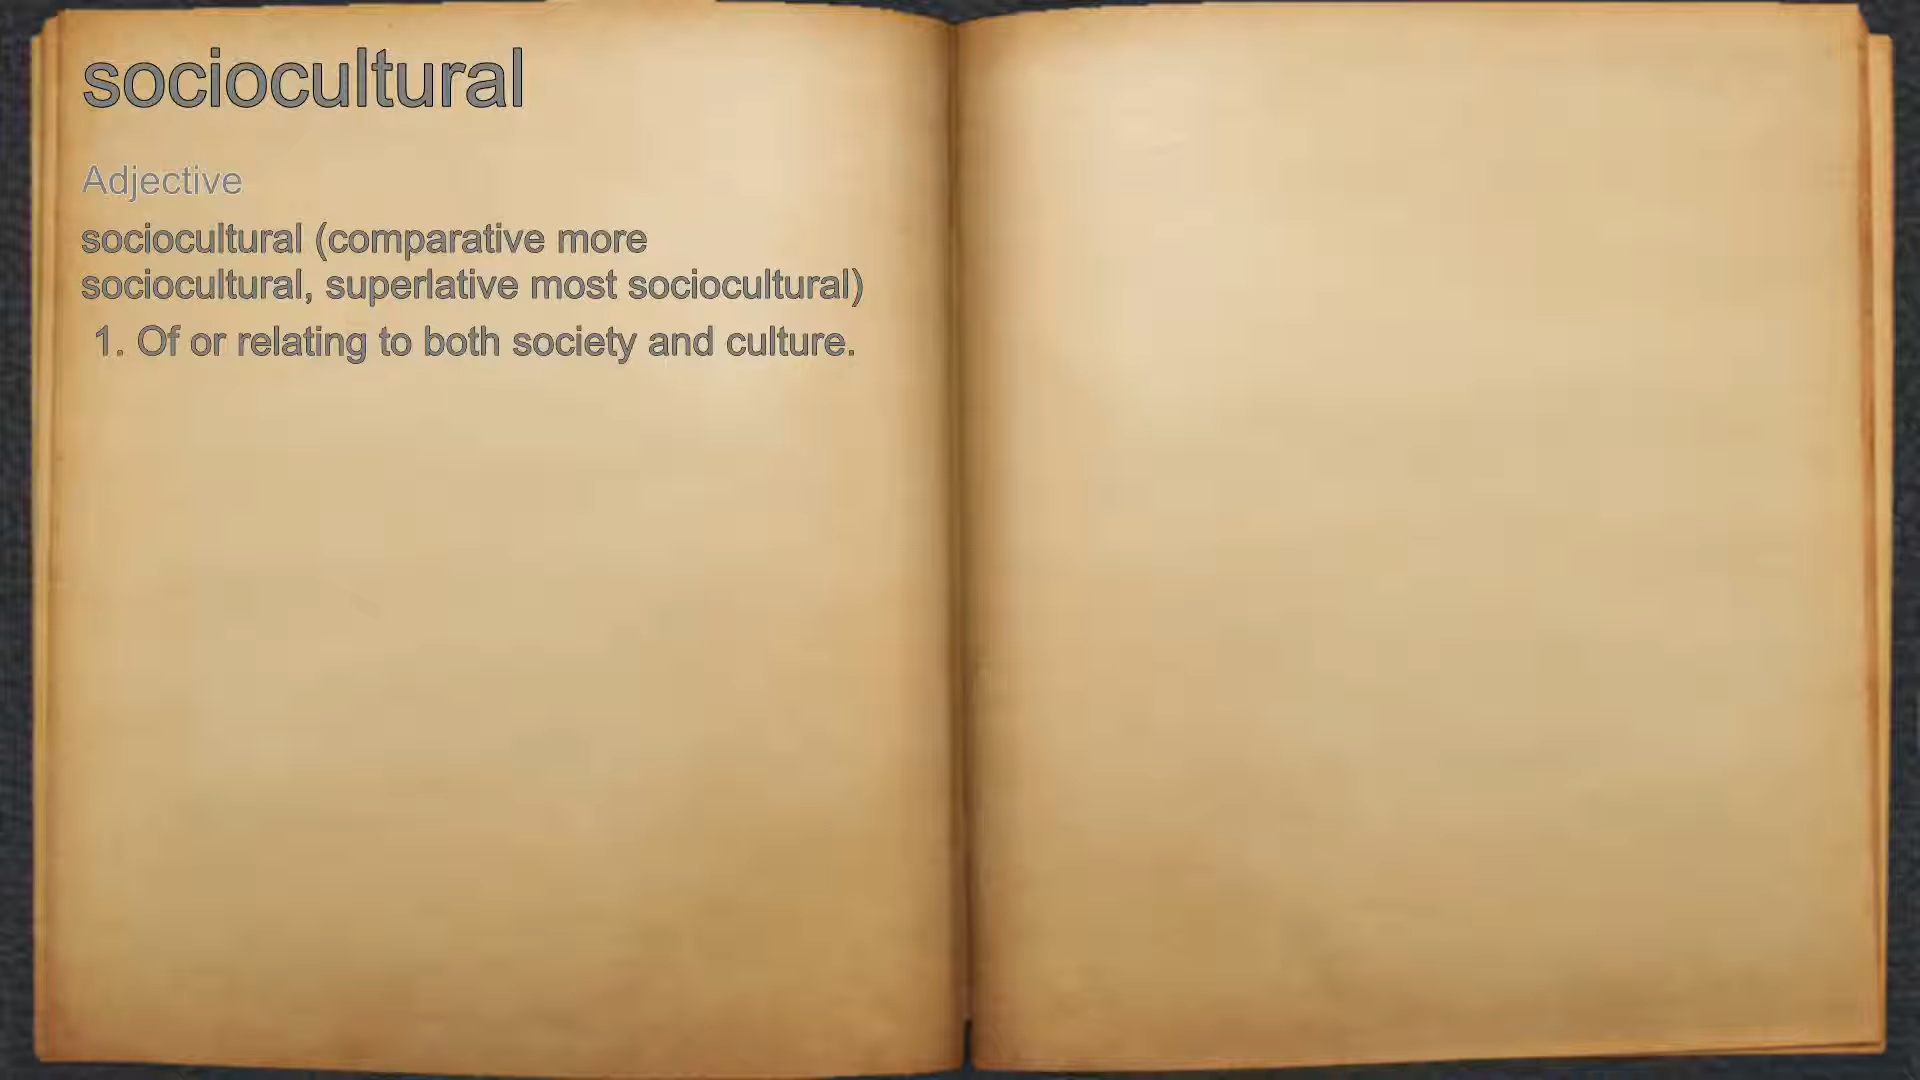 sociocultural
Adjective
sociocultural (comparative more
sociocultural, superlative most sociocultural)
1. Of or relating to both society and culture.